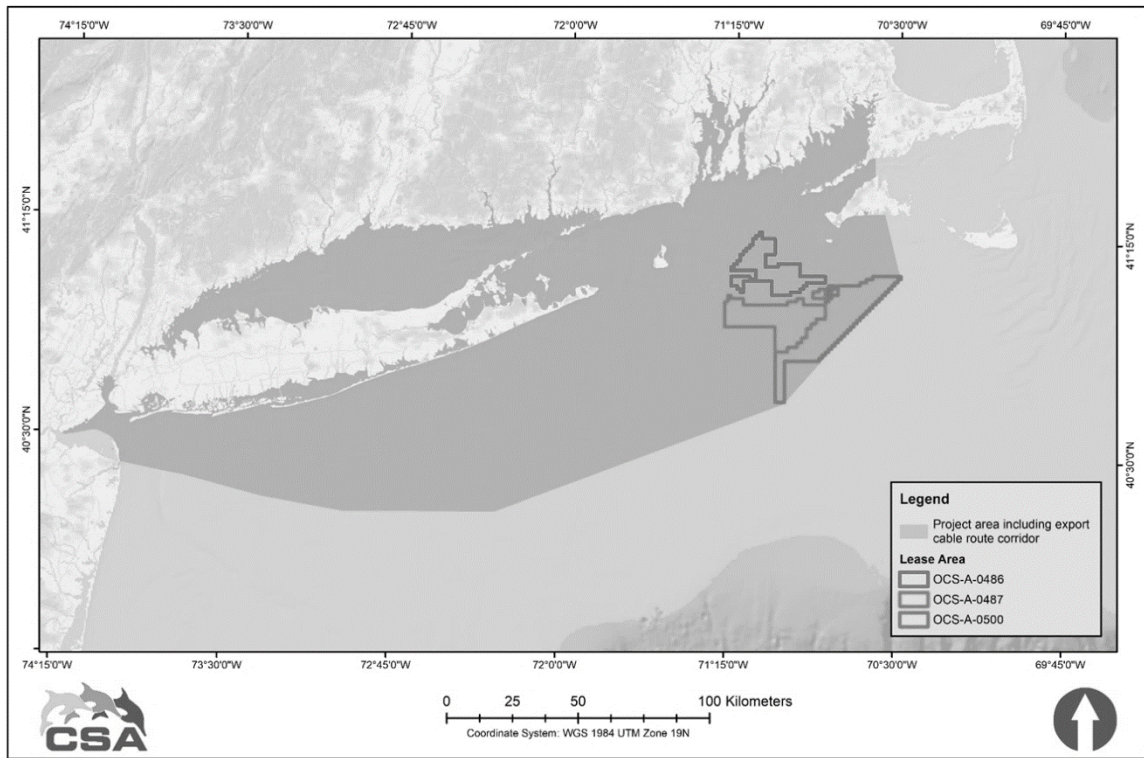 74°15'0"W 73°30'0"W 72°45'0"W 72°0'0"W 71°15'0"W 70°30'0"W 69°45'0"W
41°15'0"N
41°15'0"N
40°30'0"N
40°30'0"N
Legend
Project area including export
cable route corridor
Lease Area
OCS-A-0486
OCS-A-0487
OCS-A-0500
74°15'0"W 73°30'0"W 72°45'0"W 72°0'0"W 71°15'0"W 70°30'0"W 69°45'0"W
CSA
0 25 50 100 Kilometers
Coordinate System: WGS 1984 UTM Zone 19N